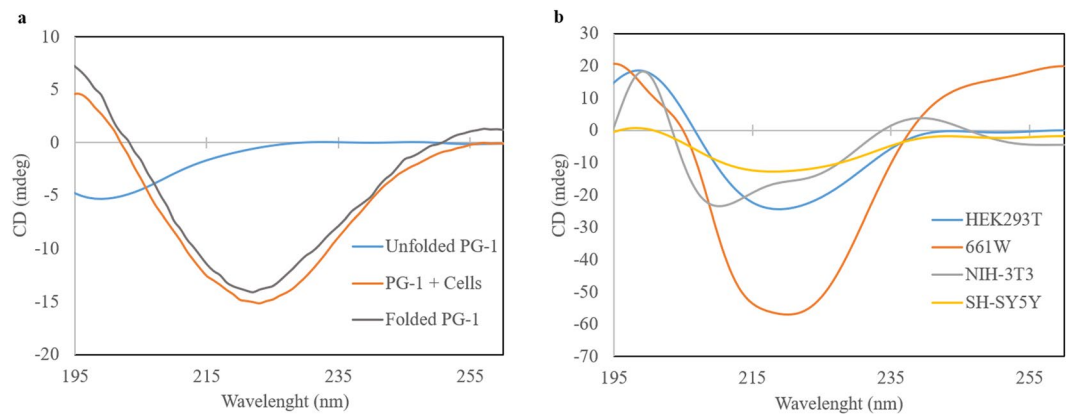 a
10
5
0
-5
-10
-15
-20
CD (mdeg)
Unfolded PG-1
PG-1 + Cells
Folded PG-1
195
215
235
255
Wavelenght (nm)
b
30
20
10
0
-10
-20
-30
-40
-50
-60
-70
CD (mdeg)
HEK293T
661W
NIH-3T3
SH-SY5Y
195
215
235
255
Wavelenght (nm)